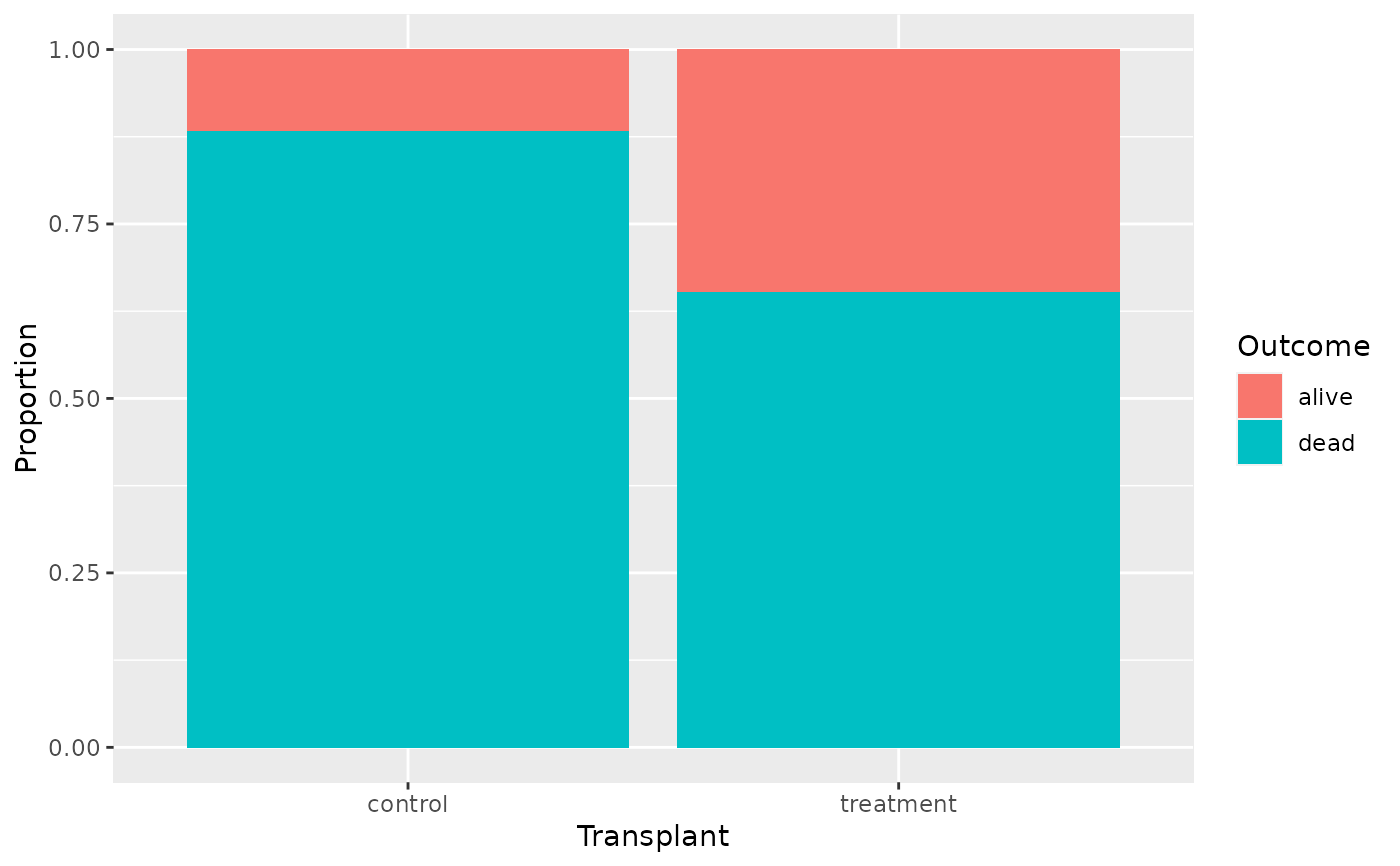 1.00
0.75
0.50
0.25
0.00
Proportion
control
treatment
Transplant
Outcome
alive
dead